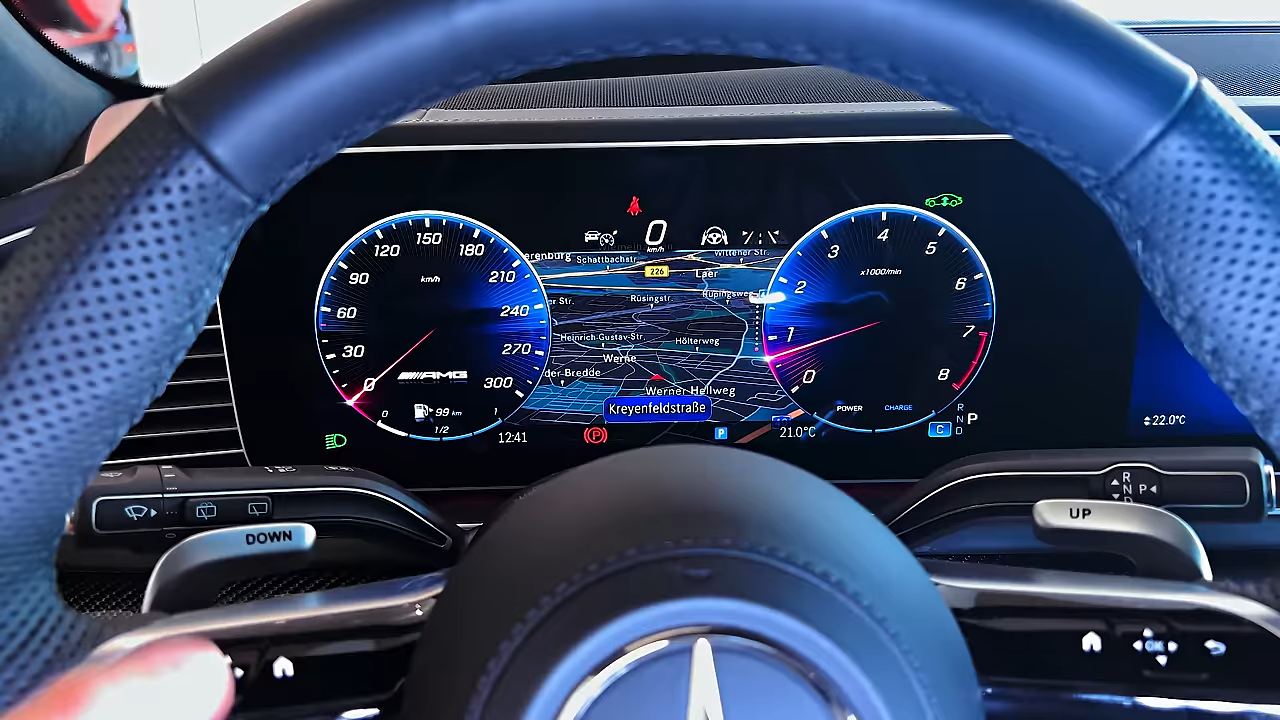 120
150
180
90
km/h
210
60
240
30
270
0
AMG
300
0
99 km
1
1/2
12:41
0
km/h
Schattbachstr.
Wittener Str.
226
Laer
Rüsingstr.
Heinrich-Gustav-Str.
Hölterweg
Werne
der Bredde
Werner Hellweg
Kreyenfeldstraße
P
P
21.0°C
4
3
5
x1000/min
2
6
1
7
0
8
POWER
CHARGE
R
N
D
P
C
22.0°C
DOWN
UP
R
N P
D
OK